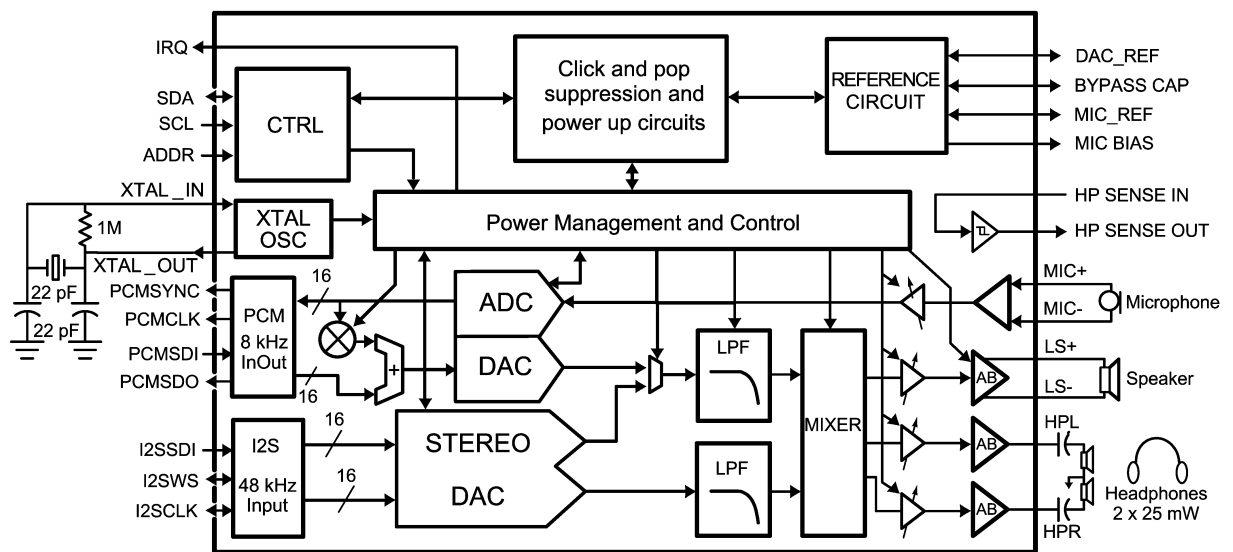 IRQ
SDA
SCL
ADDR
XTAL_IN
1M
XTAL_OUT
22 pF
22 pF
PCMSYNC
PCMCLK
PCMSDI
PCMSDO
I2SSDI
I2SWS
I2SCLK
CTRL
XTAL
OSC
PCM
8 kHz
InOut
I2S
48 kHz
Input
Click and pop
suppression and
power up circuits
REFERENCE
CIRCUIT
Power Management and Control
16
16
16
16
+
ADC
DAC
STEREO
DAC
LPF
LPF
MIXER
AB
AB
AB
DAC_REF
BYPASS CAP
MIC_REF
MIC BIAS
HP SENSE IN
HP SENSE OUT
MIC+
MIC-
Microphone
LS+
LS-
Speaker
HPL
HPR
Headphones
2 x 25 mW